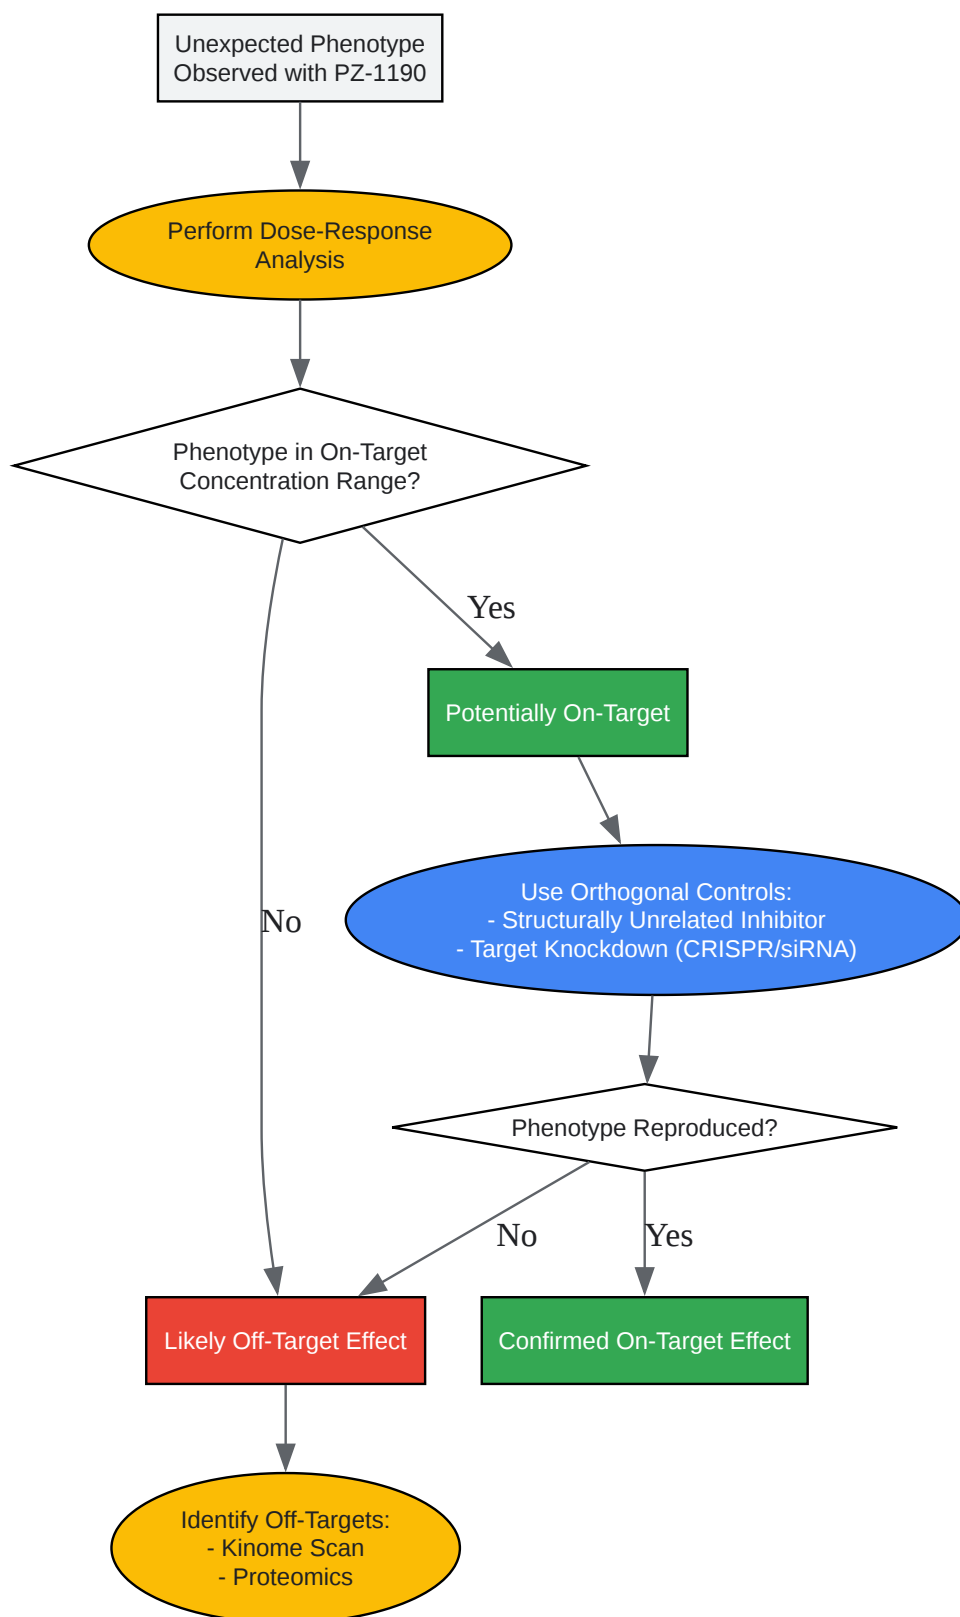 Unexpected Phenotype
Observed with PZ-1190
Perform Dose-Response
Analysis
Phenotype in On-Target
Concentration Range?
Yes
Potentially On-Target
No
Use Orthogonal Controls:
- Structurally Unrelated Inhibitor
- Target Knockdown (CRISPR/siRNA)
Phenotype Reproduced?
No
Yes
Likely Off-Target Effect
Confirmed On-Target Effect
Identify Off-Targets:
- Kinome Scan
- Proteomics